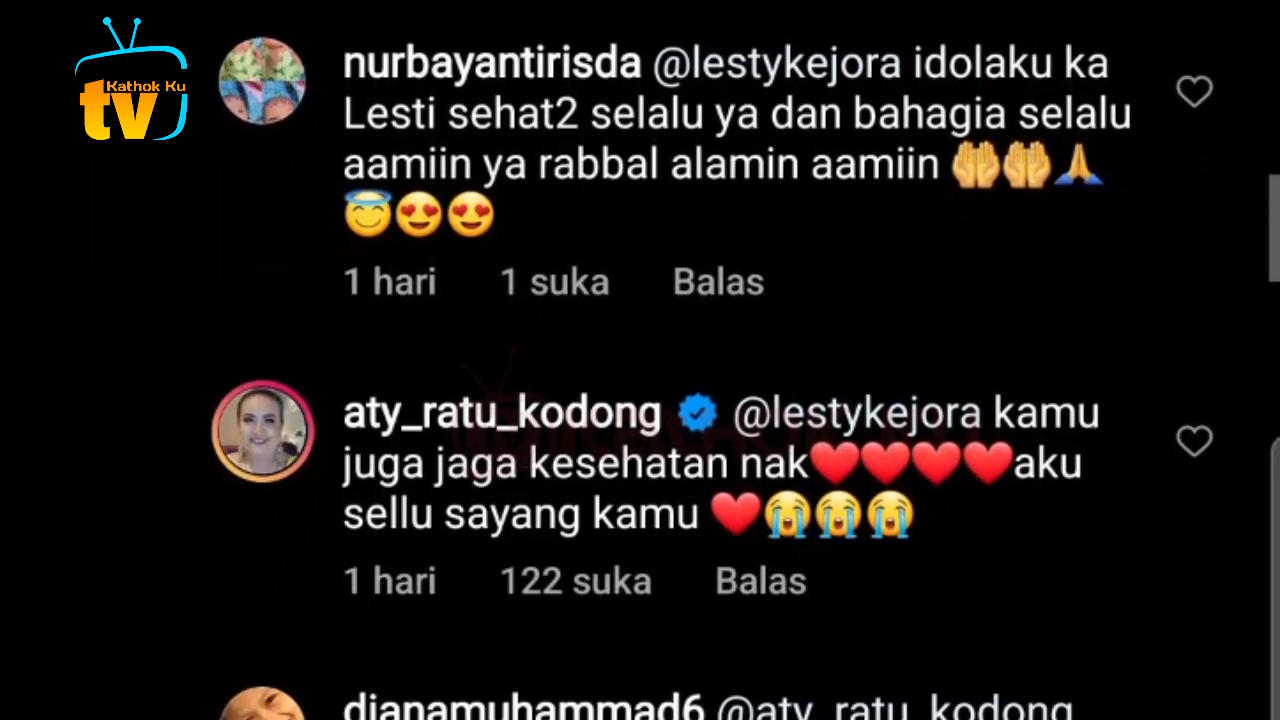 Kathok Ku
tv
nurbayantirisda @lestykejora idolaku ka
Lesti sehat2 selalu ya dan bahagia selalu
aamiin ya rabbal alamin aamiin 🤲🤲🙏
😇😍😍
1 hari 1 suka Balas
aty_ratu_kodong @lestykejora kamu
juga jaga kesehatan nak❤❤❤❤aku
sellu sayang kamu ❤😭😭😭
1 hari 122 suka Balas
dianamuhammad6 @aty_ratu_kodong